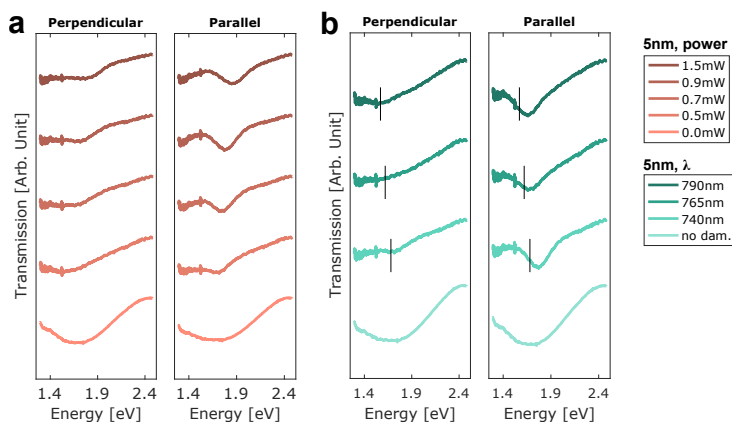 a
Perpendicular
Parallel
Transmission [Arb. Unit]
1.4 1.9 2.4
1.4 1.9 2.4
Energy [eV]
Energy [eV]
b
Perpendicular
Parallel
Transmission [Arb. Unit]
1.4 1.9 2.4
1.4 1.9 2.4
Energy [eV]
Energy [eV]
5nm, power
1.5mW
0.9mW
0.7mW
0.5mW
0.0mW
5nm, λ
790nm
765nm
740nm
no dam.